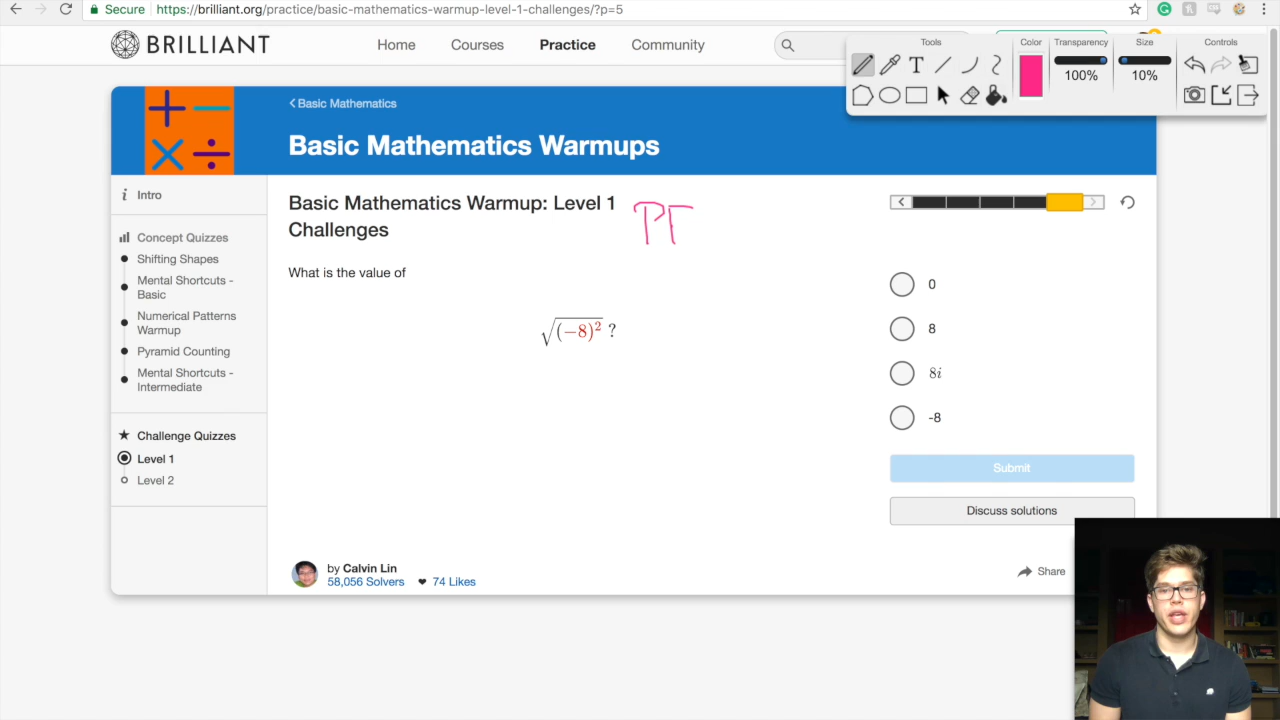 Secure https://brilliant.org/practice/basic-mathematics-warmup-level-1-challenges/?p=5
BRILLIANT Home Courses Practice Community
Tools Color Transparency Size Controls
100% 10%
Basic Mathematics
Basic Mathematics Warmups
Intro
Concept Quizzes
Shifting Shapes
Mental Shortcuts -
Basic
Numerical Patterns
Warmup
Pyramid Counting
Mental Shortcuts -
Intermediate
Challenge Quizzes
Level 1
Level 2
Basic Mathematics Warmup: Level 1
Challenges
PE
What is the value of
√(−8)² ?
0
8
8i
-8
Submit
Discuss solutions
by Calvin Lin
58,056 Solvers 74 Likes
Share